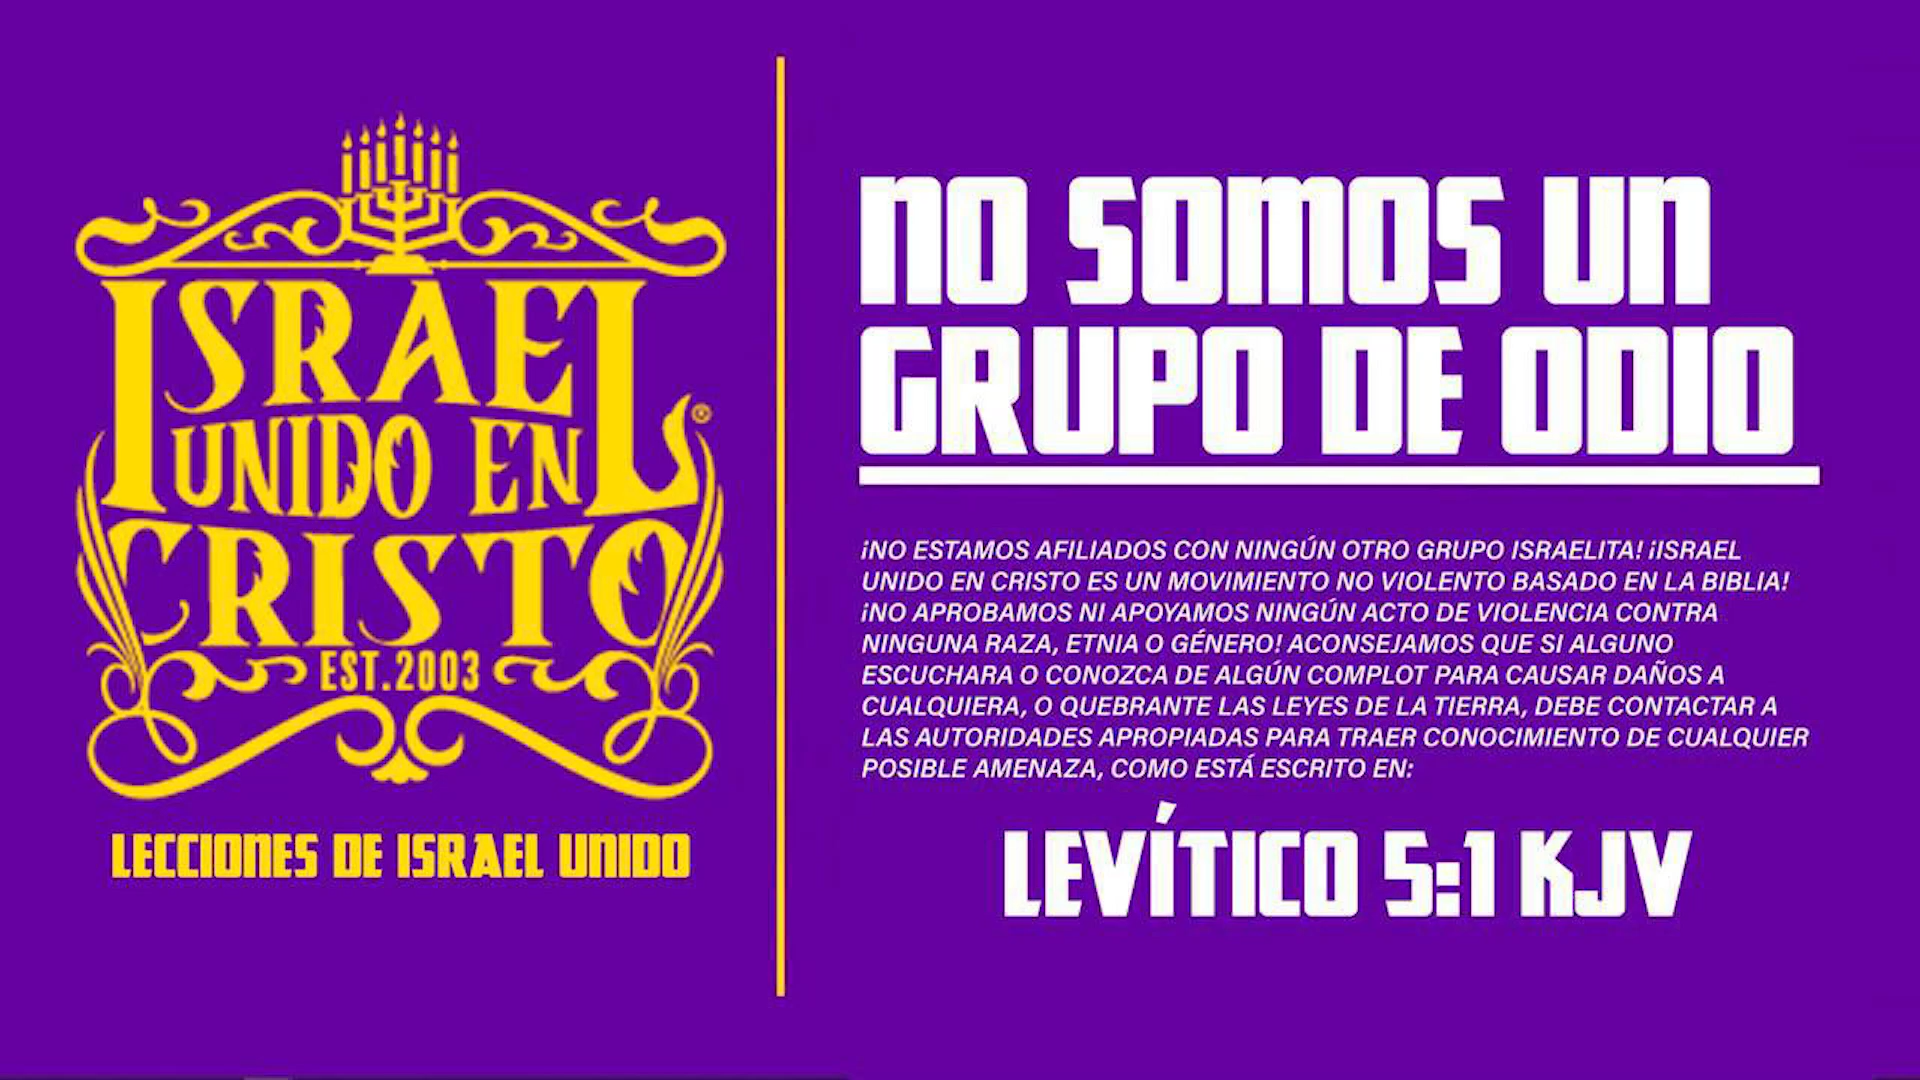 ISRAEL
UNIDO EN
CRISTO
®
EST.2003
LECCIONES DE ISRAEL UNIDO
NO SOMOS UN
GRUPO DE ODIO
¡NO ESTAMOS AFILIADOS CON NINGÚN OTRO GRUPO ISRAELITA! ¡ISRAEL
UNIDO EN CRISTO ES UN MOVIMIENTO NO VIOLENTO BASADO EN LA BIBLIA!
¡NO APROBAMOS NI APOYAMOS NINGÚN ACTO DE VIOLENCIA CONTRA
NINGUNA RAZA, ETNIA O GÉNERO! ACONSEJAMOS QUE SI ALGUNO
ESCUCHARA O CONOZCA DE ALGÚN COMPLOT PARA CAUSAR DAÑOS A
CUALQUIERA, O QUEBRANTE LAS LEYES DE LA TIERRA, DEBE CONTACTAR A
LAS AUTORIDADES APROPIADAS PARA TRAER CONOCIMIENTO DE CUALQUIER
POSIBLE AMENAZA, COMO ESTÁ ESCRITO EN:
LEVÍTICO 5:1 KJV